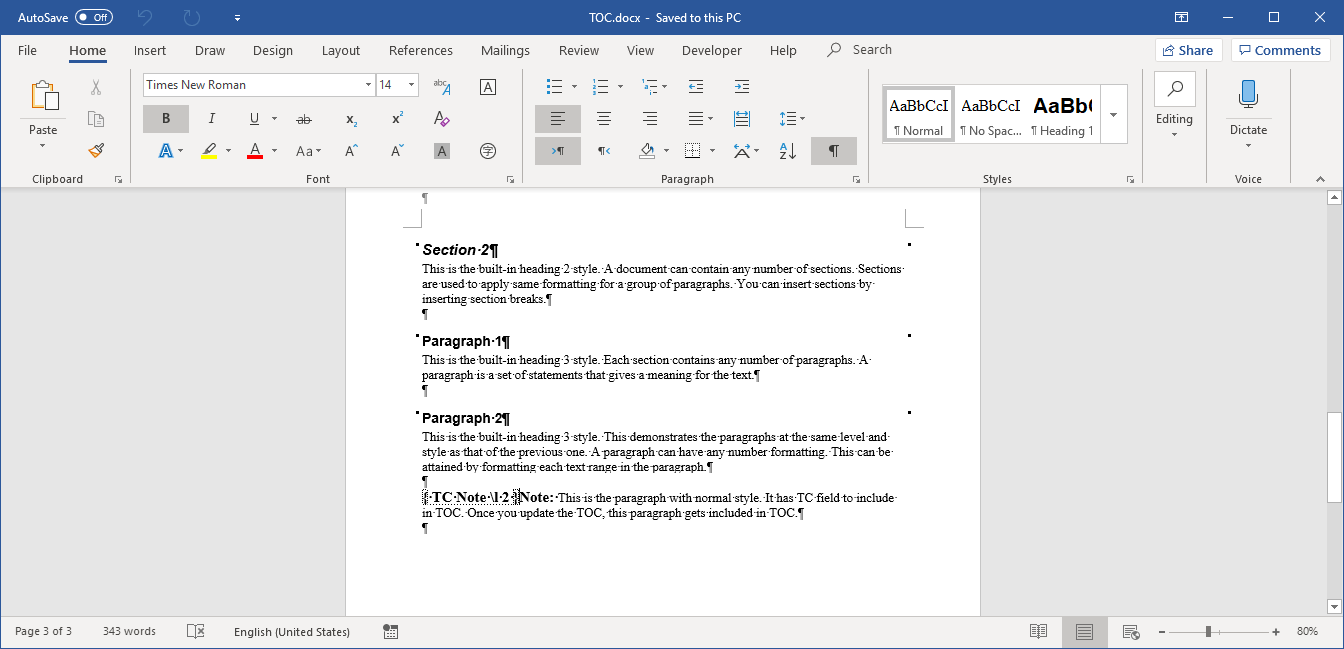 AutoSave Off TOC.docx - Saved to this PC
File Home Insert Draw Design Layout References Mailings Review View Developer Help Search Share Comments
Times New Roman 14 abc A A
AaBbCcI AaBbCcI AaBb(
B I U ab x₂ x² A
Paste ¶ Normal ¶ No Spac... ¶ Heading 1 Editing Dictate
A A Aa A A A 字 ¶
Clipboard Font Paragraph Styles Voice
¶
Section·2¶
This·is·the·built-in·heading·2·style.·A·document·can·contain·any·number·of·sections.·Sections·
are·used·to·apply·same·formatting·for·a·group·of·paragraphs.·You·can·insert·sections·by·
inserting·section·breaks.¶
¶
Paragraph·1¶
This·is·the·built-in·heading·3·style.·Each·section·contains·any·number·of·paragraphs.·A·
paragraph·is·a·set·of·statements·that·gives·a·meaning·for·the·text.¶
¶
Paragraph·2¶
This·is·the·built-in·heading·3·style.·This·demonstrates·the·paragraphs·at·the·same·level·and·
style·as·that·of·the·previous·one.·A·paragraph·can·have·any·number·formatting.·This·can·be·
attained·by·formatting·each·text·range·in·the·paragraph.¶
¶
{·TC·Note·\l·2·}Note:·This·is·the·paragraph·with·normal·style.·It·has·TC·field·to·include·
in·TOC.·Once·you·update·the·TOC,·this·paragraph·gets·included·in·TOC.¶
¶
Page 3 of 3 343 words English (United States) 80%